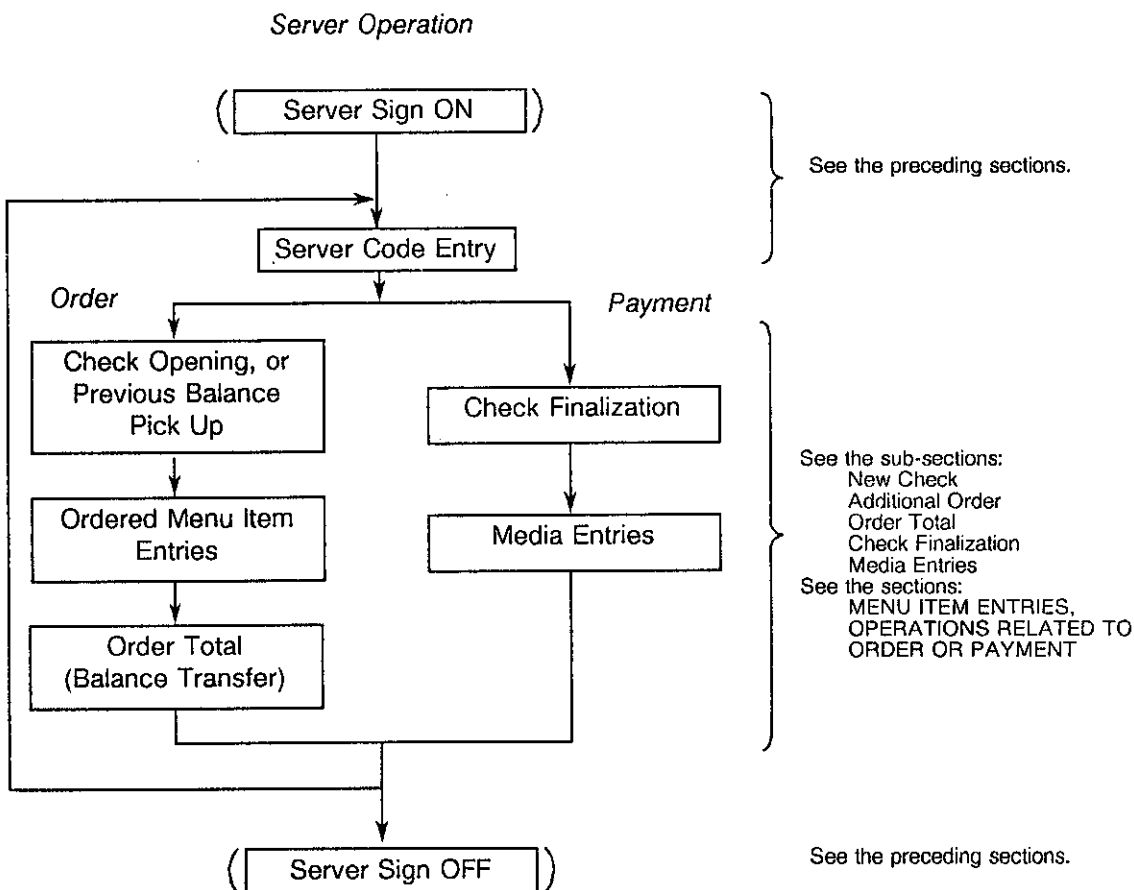 Server Operation
( Server Sign ON )
See the preceding sections.
Server Code Entry
Order
Payment
Check Opening, or
Previous Balance
Pick Up
Check Finalization
Ordered Menu Item
Entries
Media Entries
Order Total
(Balance Transfer)
See the sub-sections:
New Check
Additional Order
Order Total
Check Finalization
Media Entries
See the sections:
MENU ITEM ENTRIES,
OPERATIONS RELATED TO
ORDER OR PAYMENT
( Server Sign OFF )
See the preceding sections.